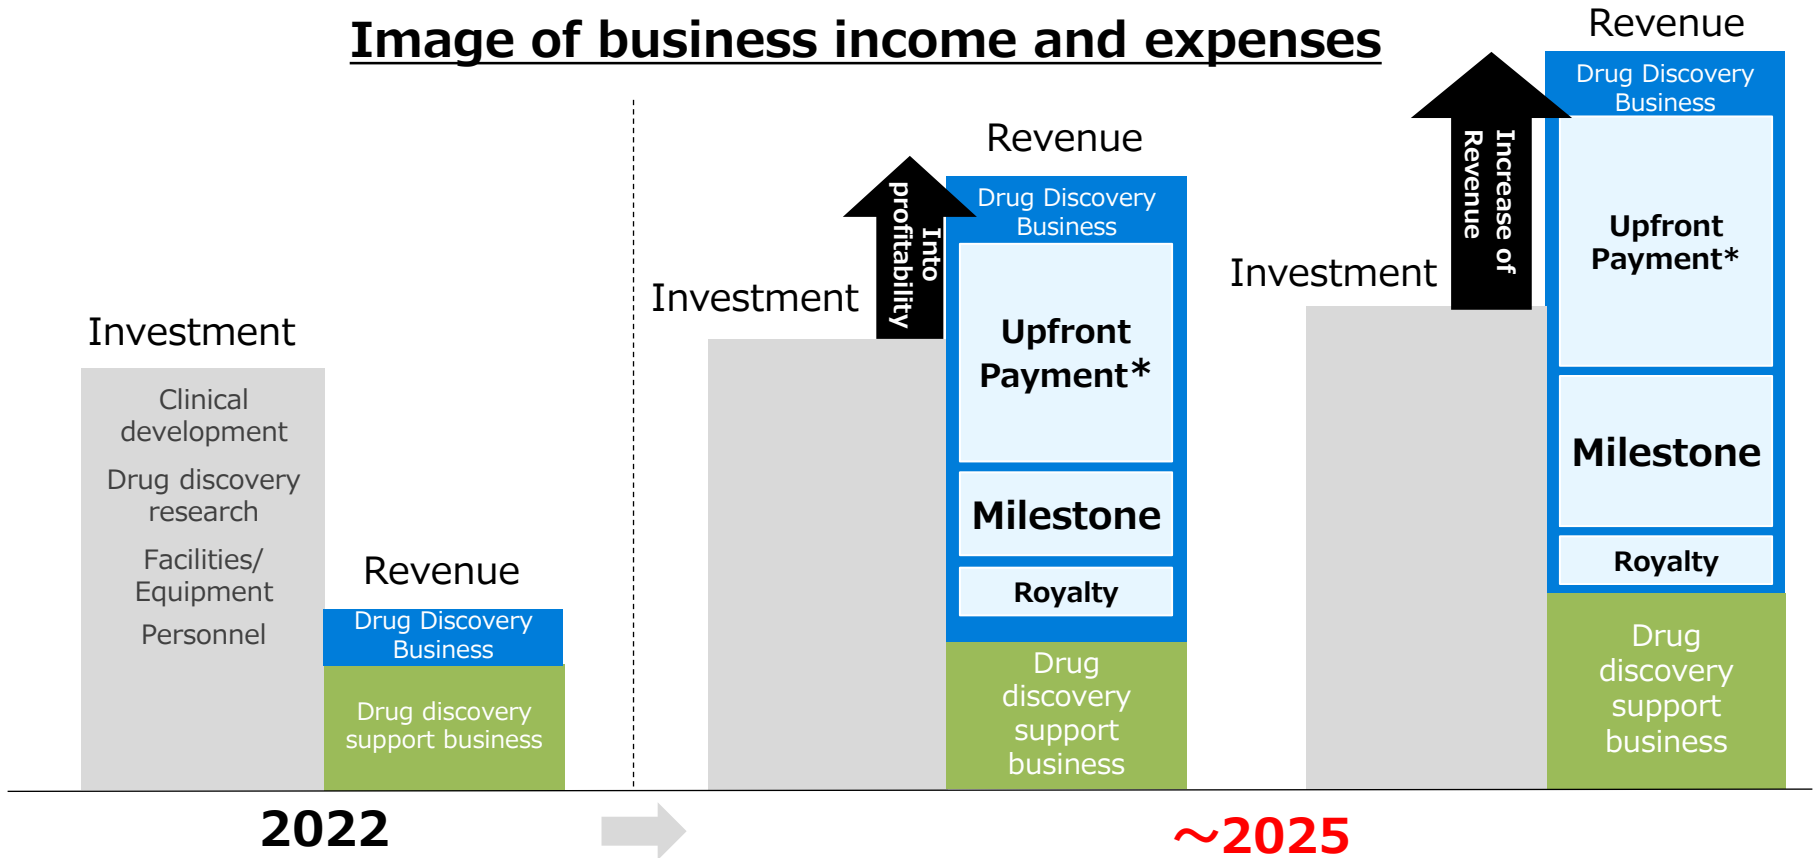 Image of business income and expenses
Investment
Clinical
development
Drug discovery
research
Facilities/
Equipment
Personnel
Revenue
Drug Discovery
Business
Drug discovery
support business
2022
Investment
Into
profitability
Revenue
Drug Discovery
Business
Upfront
Payment*
Milestone
Royalty
Drug
discovery
support
business
Investment
Increase of
Revenue
Revenue
Drug Discovery
Business
Upfront
Payment*
Milestone
Royalty
Drug
discovery
support
business
～2025